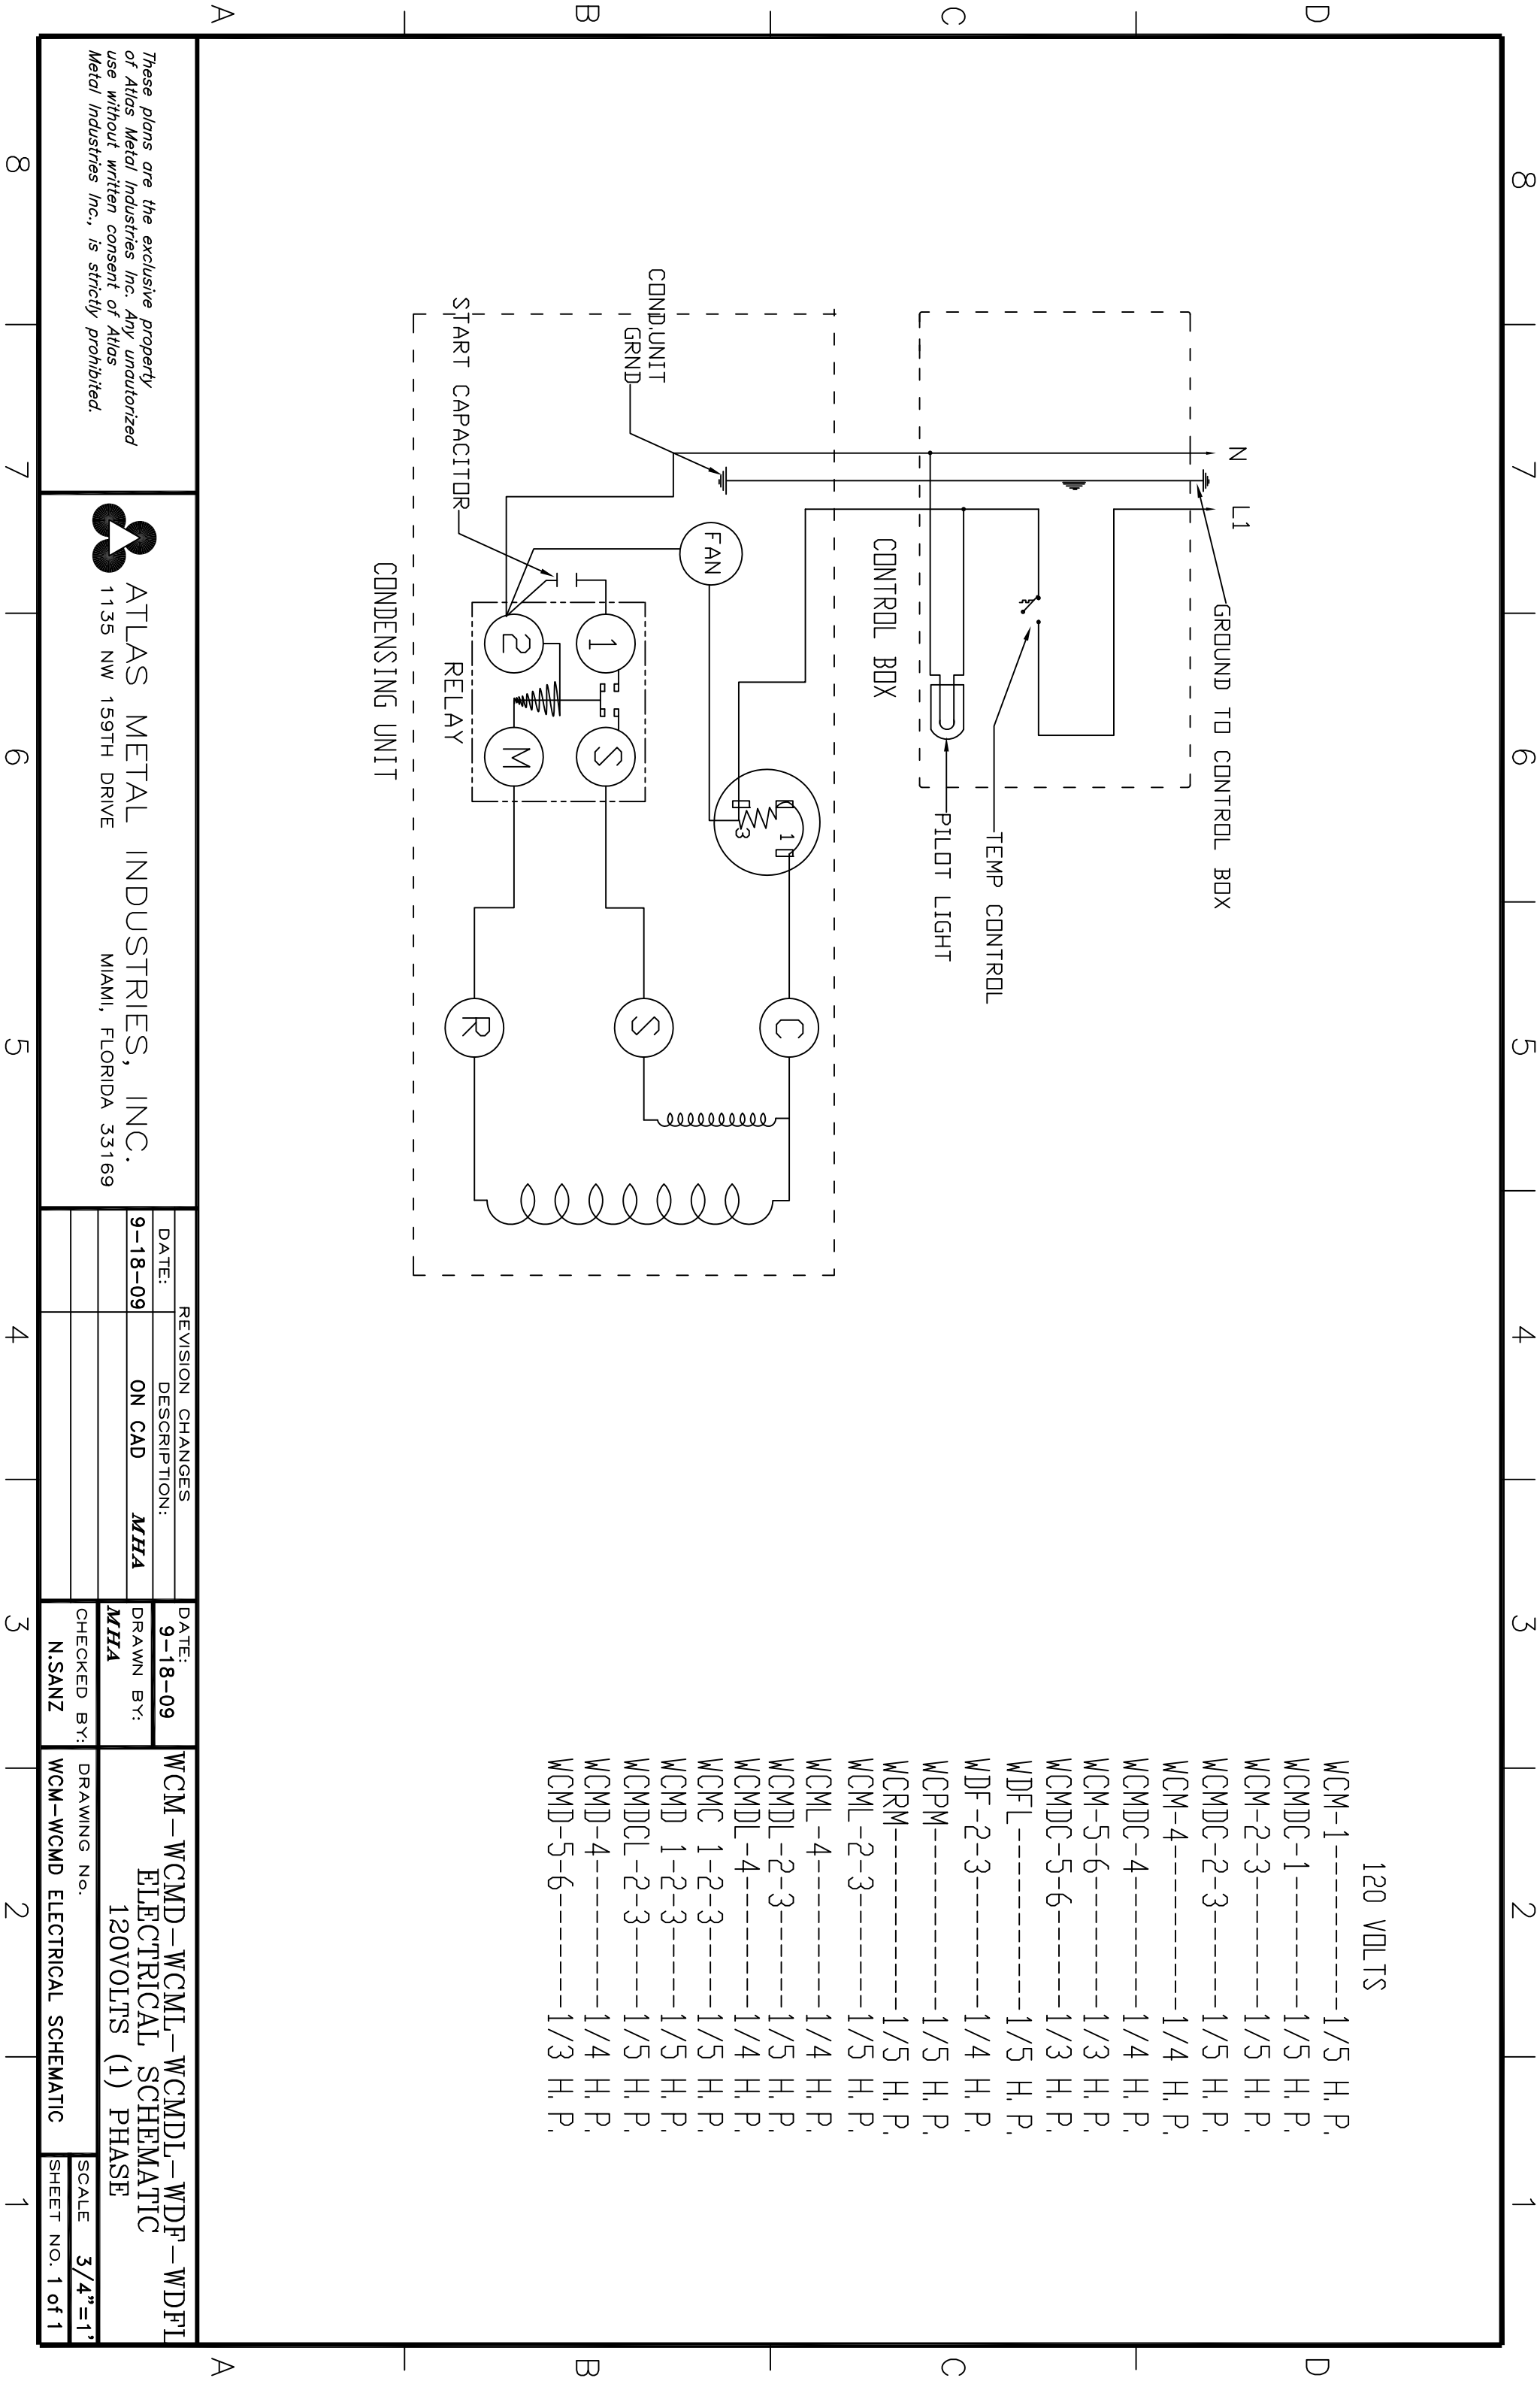 8
7
6
5
4
3
2
1
D
D
C
C
B
B
A
A
N
L1
GROUND TO CONTROL BOX
TEMP CONTROL
PILOT LIGHT
CONTROL BOX
COND.UNIT
GRND
START CAPACITOR
FAN
1
3
1
2
S
M
RELAY
CONDENSING UNIT
C
S
R
120 VOLTS
WCM-1-----------1/5 H.P.
WCMDC-1--------1/5 H.P.
WCM-2-3--------1/5 H.P.
WCMDC-2-3------1/5 H.P.
WCM-4-----------1/4 H.P.
WCMDC-4--------1/4 H.P.
WCM-5-6--------1/3 H.P.
WCMDC-5-6------1/3 H.P.
WDFL------------1/5 H.P.
WDF-2-3--------1/4 H.P.
WCPM------------1/5 H.P.
WCRM------------1/5 H.P.
WCML-2-3-------1/5 H.P.
WCML-4----------1/4 H.P.
WCMDL-2-3------1/5 H.P.
WCMDL-4--------1/4 H.P.
WCMC 1-2-3-----1/5 H.P.
WCMD 1-2-3-----1/5 H.P.
WCMDCL-2-3-----1/5 H.P.
WCMD-4----------1/4 H.P.
WCMD-5-6-------1/3 H.P.
These plans are the exclusive property
of Atlas Metal Industries Inc. Any unautorized
use without written consent of Atlas
Metal Industries Inc., is strictly prohibited.
ATLAS METAL INDUSTRIES, INC.
1135 NW 159TH DRIVE MIAMI, FLORIDA 33169
REVISION CHANGES
DATE: DESCRIPTION:
9-18-09 ON CAD MHA
DATE:
9-18-09
DRAWN BY:
MHA
CHECKED BY:
N.SANZ
WCM-WCMD-WCML-WCMDL-WDF-WDFL
ELECTRICAL SCHEMATIC
120VOLTS (1) PHASE
DRAWING No.
WCM-WCMD ELECTRICAL SCHEMATIC
SCALE 3/4"=1'
SHEET NO. 1 of 1
8
7
6
5
4
3
2
1